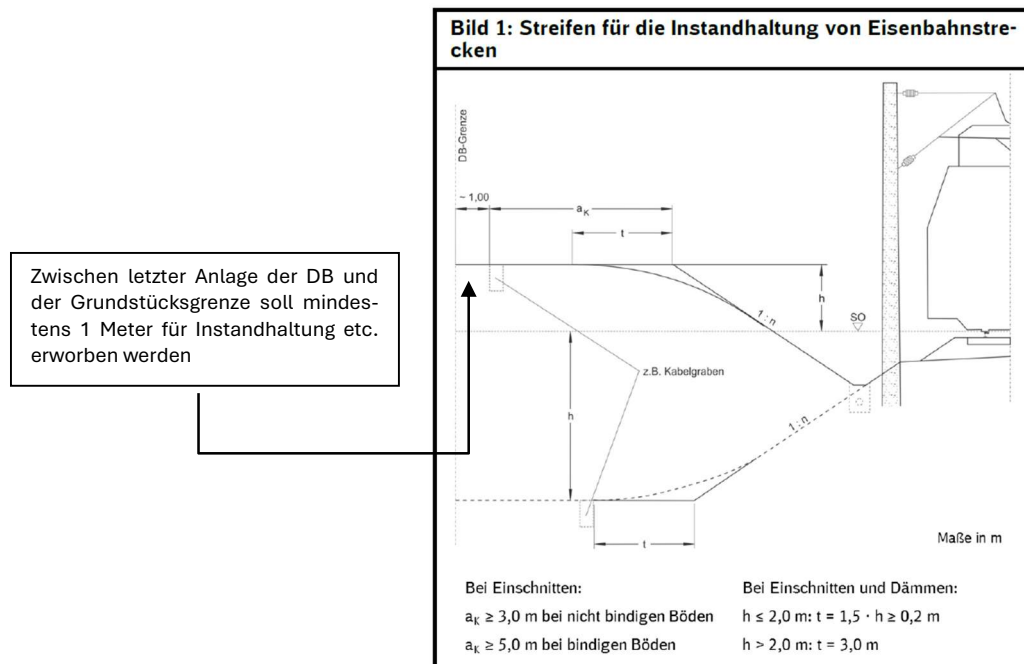 Bild 1: Streifen für die Instandhaltung von Eisenbahnstre-
cken
DB-Grenze
~ 1,00
aK
t
h
1:n
SO
Zwischen letzter Anlage der DB und
der Grundstücksgrenze soll mindes-
tens 1 Meter für Instandhaltung etc.
erworben werden
z.B. Kabelgraben
h
1:n
t
Maße in m
Bei Einschnitten:
aK ≥ 3,0 m bei nicht bindigen Böden
aK ≥ 5,0 m bei bindigen Böden
Bei Einschnitten und Dämmen:
h ≤ 2,0 m: t = 1,5 · h ≥ 0,2 m
h > 2,0 m: t = 3,0 m